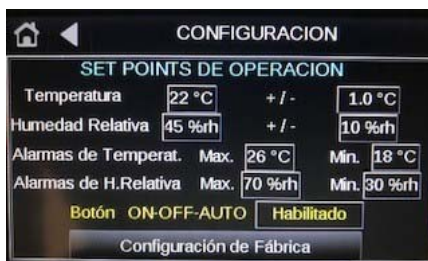 CONFIGURACION
SET POINTS DE OPERACION
Temperatura 22 °C +/- 1.0 °C
Humedad Relativa 45 %rh +/- 10 %rh
Alarmas de Temperat. Max. 26 °C Min. 18 °C
Alarmas de H.Relativa Max. 70 %rh Min. 30 %rh
Botón ON-OFF-AUTO Habilitado
Configuración de Fábrica